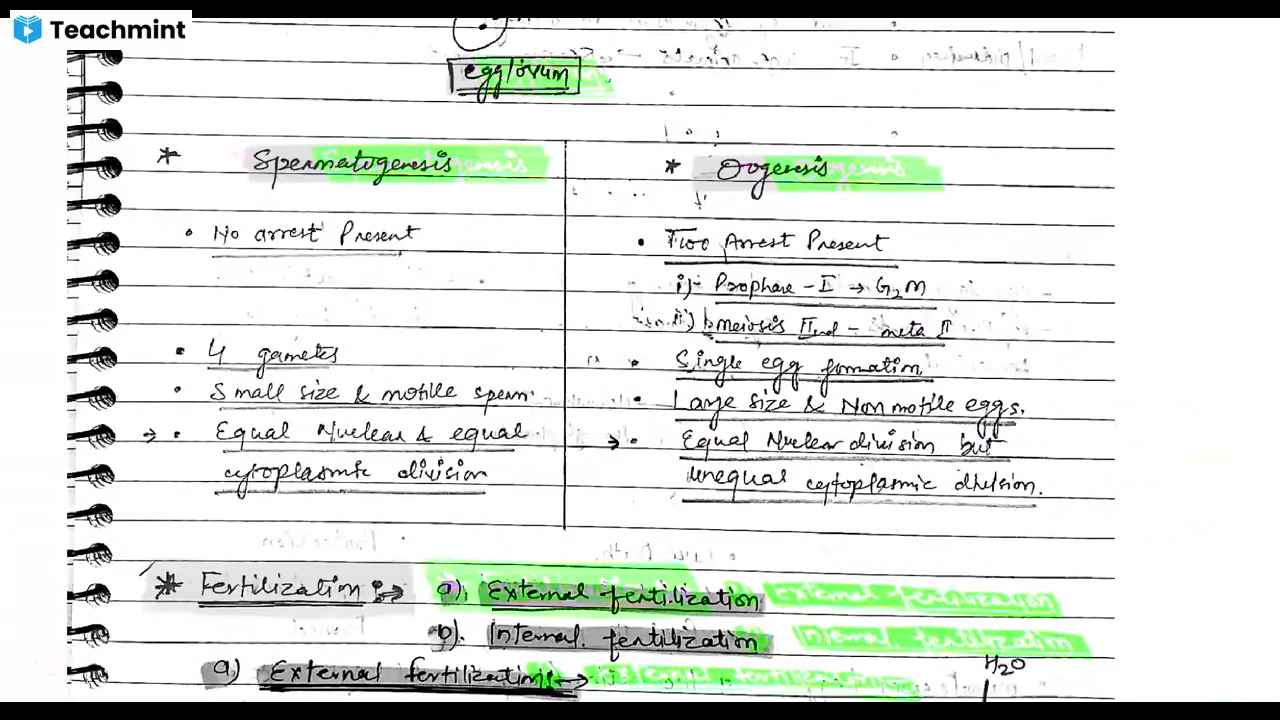 Teachmint
egg/ovum
* Spermatogenesis
• No arrest Present
• 4 gametes
• Small size & motile sperm.
→ • Equal Nuclear & equal
cytoplasmic division
* Oogenesis
• Two Arrest Present
i)- Prophase - I → G2M
ii) meiosis IInd - meta II
• Single egg formation.
• Large size & Non motile eggs.
→ • Equal Nuclear division but
unequal cytoplasmic division.
* Fertilization :→ a). External fertilization
b). Internal fertilization
a) External fertilization :→
H2O